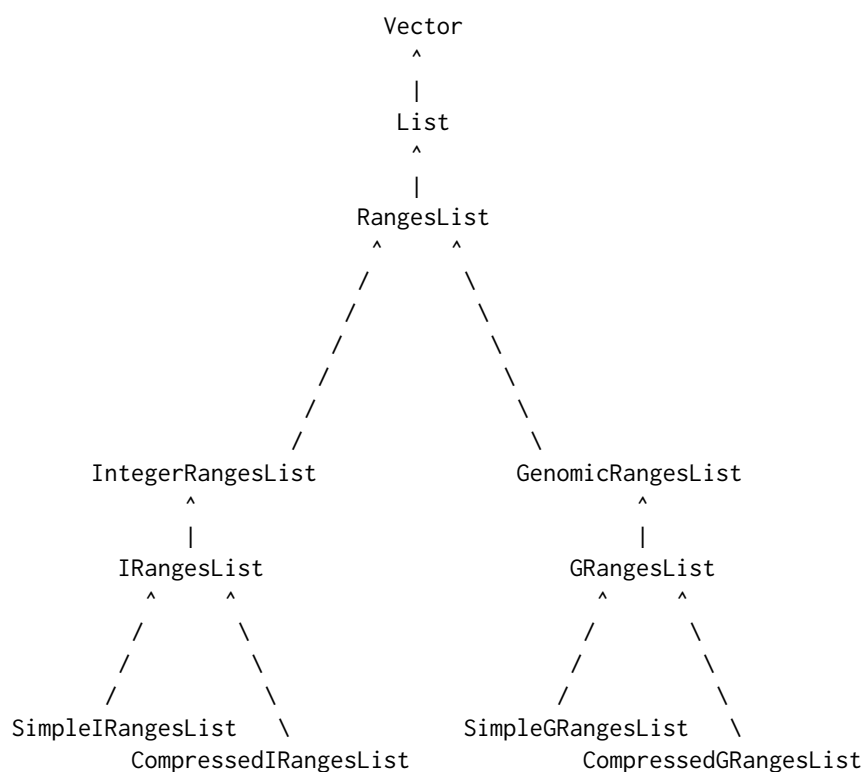 Vector
^
|
List
^
|
RangesList
^ ^
/ \
/ \
/ \
/ \
/ \
/ \
IntegerRangesList GenomicRangesList
^ ^
| |
IRangesList GRangesList
^ ^ ^ ^
/ \ / \
/ \ / \
/ \ / \
SimpleIRangesList \ SimpleGRangesList \
CompressedIRangesList CompressedGRangesList